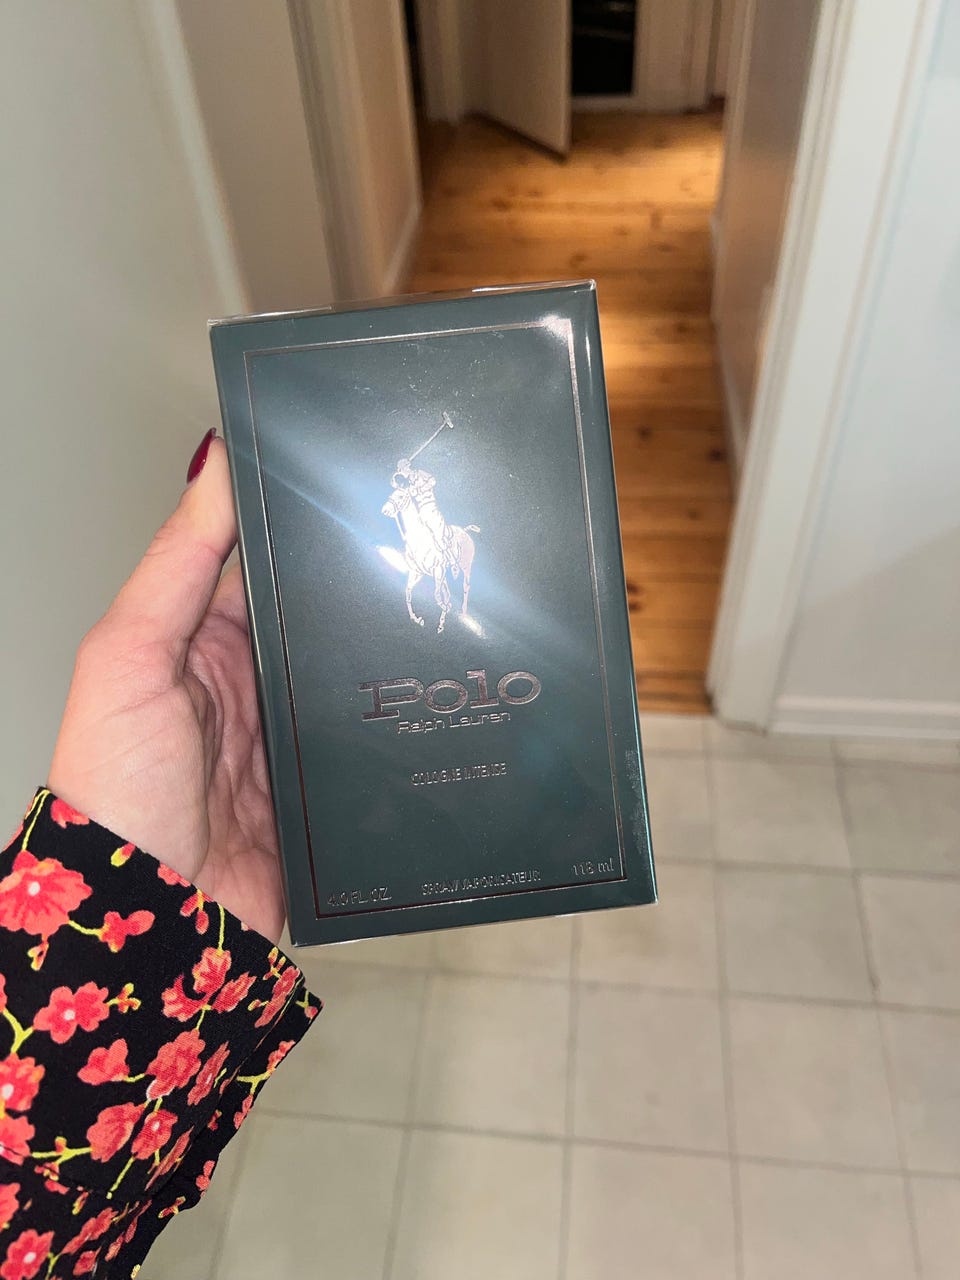 Polo
Ralph Lauren
COLOGNE INTENSE
4.0 FL. OZ. SPRAY VAPORISATEUR 118 ml